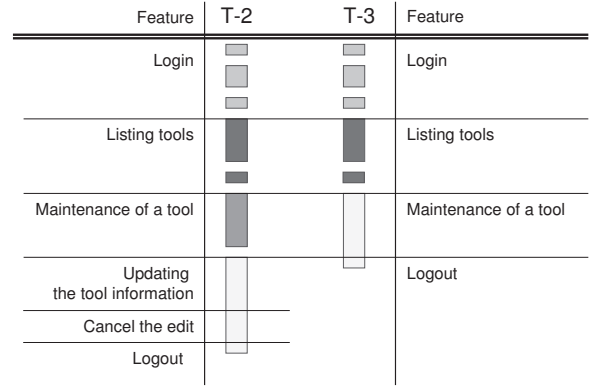 Feature T-2 T-3 Feature
Login Login
Listing tools Listing tools
Maintenance of a tool Maintenance of a tool
Updating Logout
the tool information
Cancel the edit
Logout